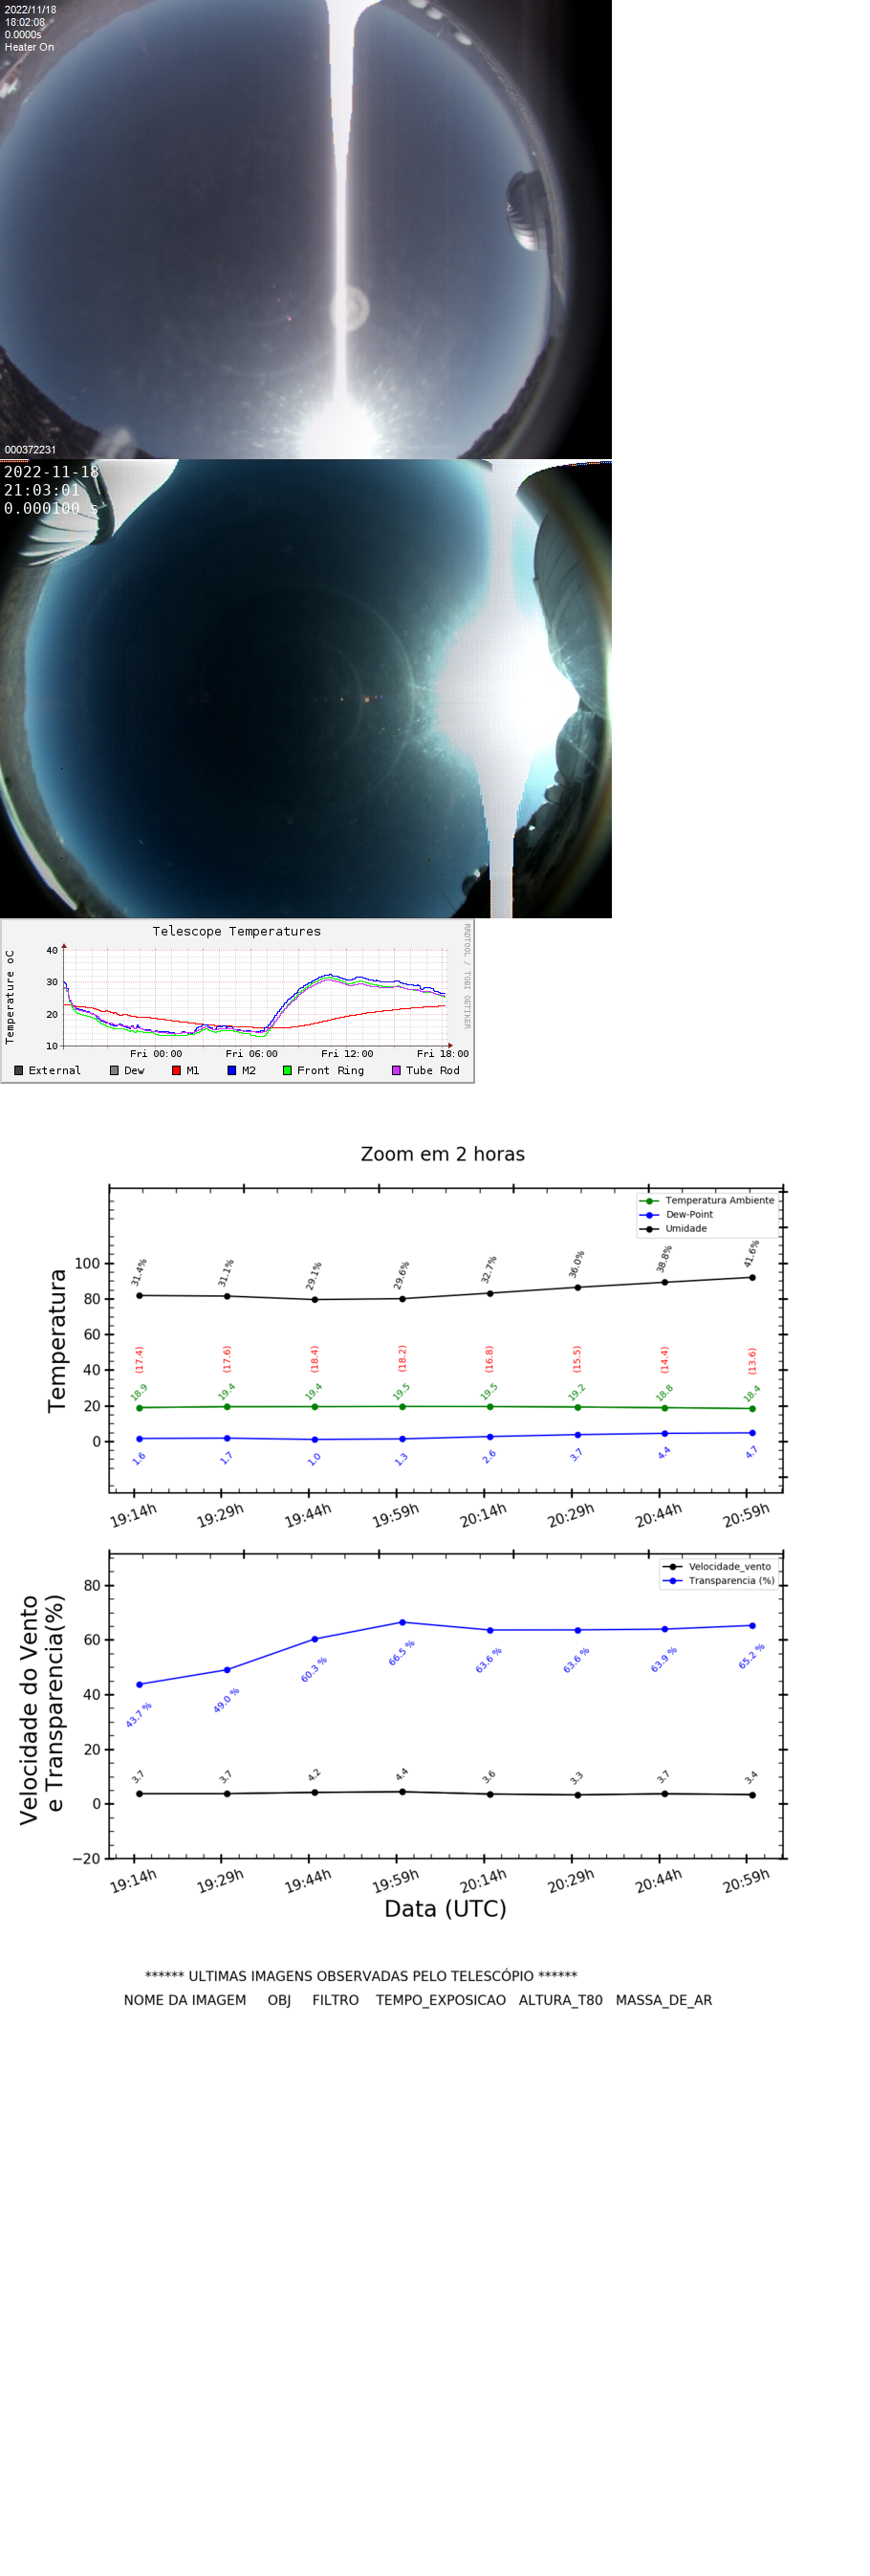 2022/11/18
18:02:08
0.0000s
Heater On
000372231
2022-11-18
21:03:01
0.000100 s
Telescope Temperatures
RRDTOOL / TOBI OETIKER
Temperature oC
40
30
20
10
Fri 00:00 Fri 06:00 Fri 12:00 Fri 18:00
External Dew M1 M2 Front Ring Tube Rod
Zoom em 2 horas
Temperatura Ambiente
Dew-Point
Umidade
Temperatura
100
80
60
40
20
0
31.4% 31.1% 29.1% 29.6% 32.7% 36.0% 38.8% 41.6%
(17.4) (17.6) (18.4) (18.2) (16.8) (15.5) (14.4) (13.6)
18.9 19.4 19.4 19.5 19.5 19.2 18.8 18.4
1.6 1.7 1.0 1.3 2.6 3.7 4.4 4.7
19:14h 19:29h 19:44h 19:59h 20:14h 20:29h 20:44h 20:59h
Velocidade_vento
Transparencia (%)
Velocidade do Vento
e Transparencia(%)
80
60
40
20
0
−20
43.7 % 49.0 % 60.3 % 66.5 % 63.6 % 63.6 % 63.9 % 65.2 %
3.7 3.7 4.2 4.4 3.6 3.3 3.7 3.4
19:14h 19:29h 19:44h 19:59h 20:14h 20:29h 20:44h 20:59h
Data (UTC)
****** ULTIMAS IMAGENS OBSERVADAS PELO TELESCÓPIO ******
NOME DA IMAGEM OBJ FILTRO TEMPO_EXPOSICAO ALTURA_T80 MASSA_DE_AR